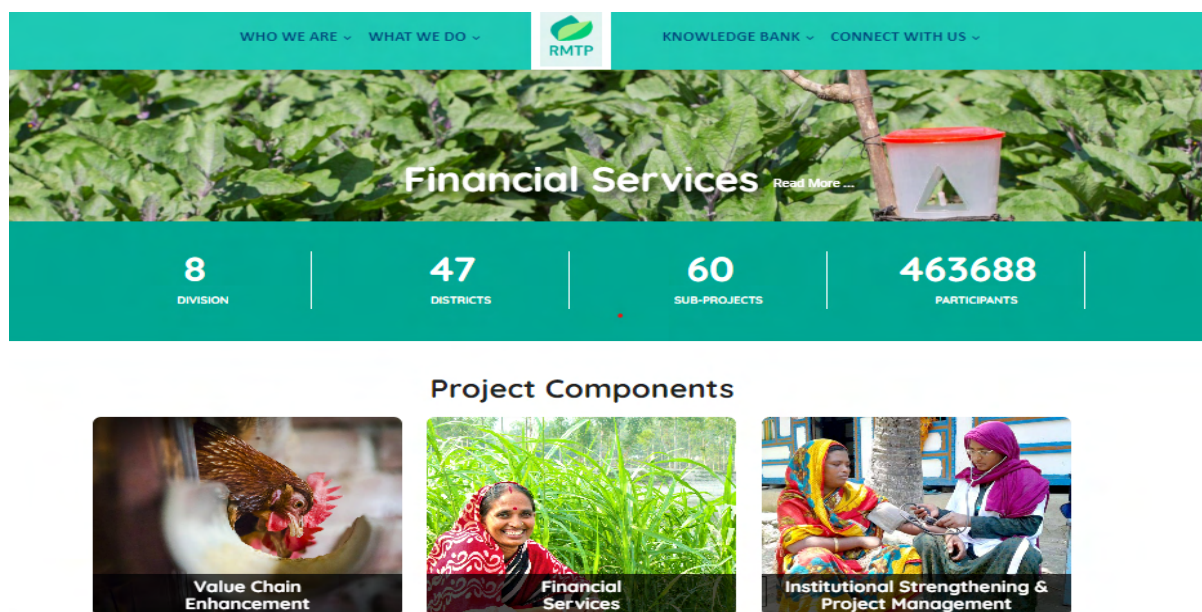 WHO WE ARE WHAT WE DO RMTP KNOWLEDGE BANK CONNECT WITH US
Financial Services Read More ...
8 47 60 463688
DIVISION DISTRICTS SUB-PROJECTS PARTICIPANTS
Project Components
Value Chain Financial Institutional Strengthening &
Enhancement Services Project Management